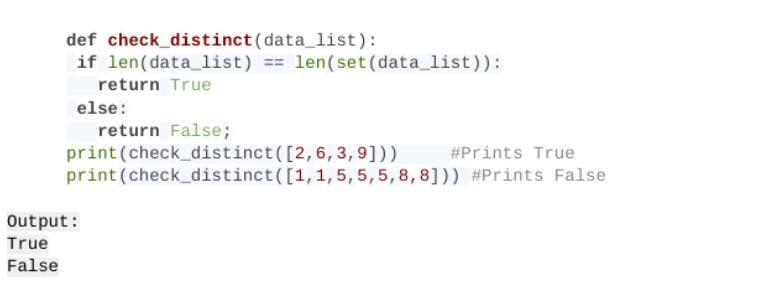 def check_distinct(data_list):
 if len(data_list) == len(set(data_list)):
   return True
 else:
   return False;
print(check_distinct([2,6,3,9]))     #Prints True
print(check_distinct([1,1,5,5,5,8,8])) #Prints False
Output:
True
False